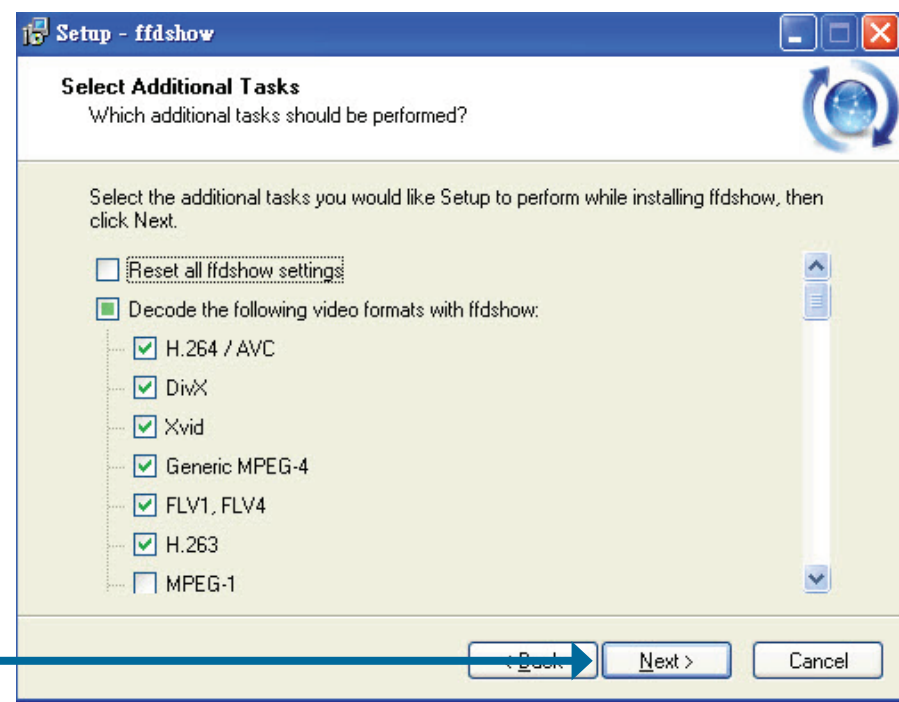 Setup - ffdshow
Select Additional Tasks
Which additional tasks should be performed?
Select the additional tasks you would like Setup to perform while installing ffdshow, then
click Next.
Reset all ffdshow settings
Decode the following video formats with ffdshow:
H.264 / AVC
DivX
Xvid
Generic MPEG-4
FLV1, FLV4
H.263
MPEG-1
< Back Next > Cancel